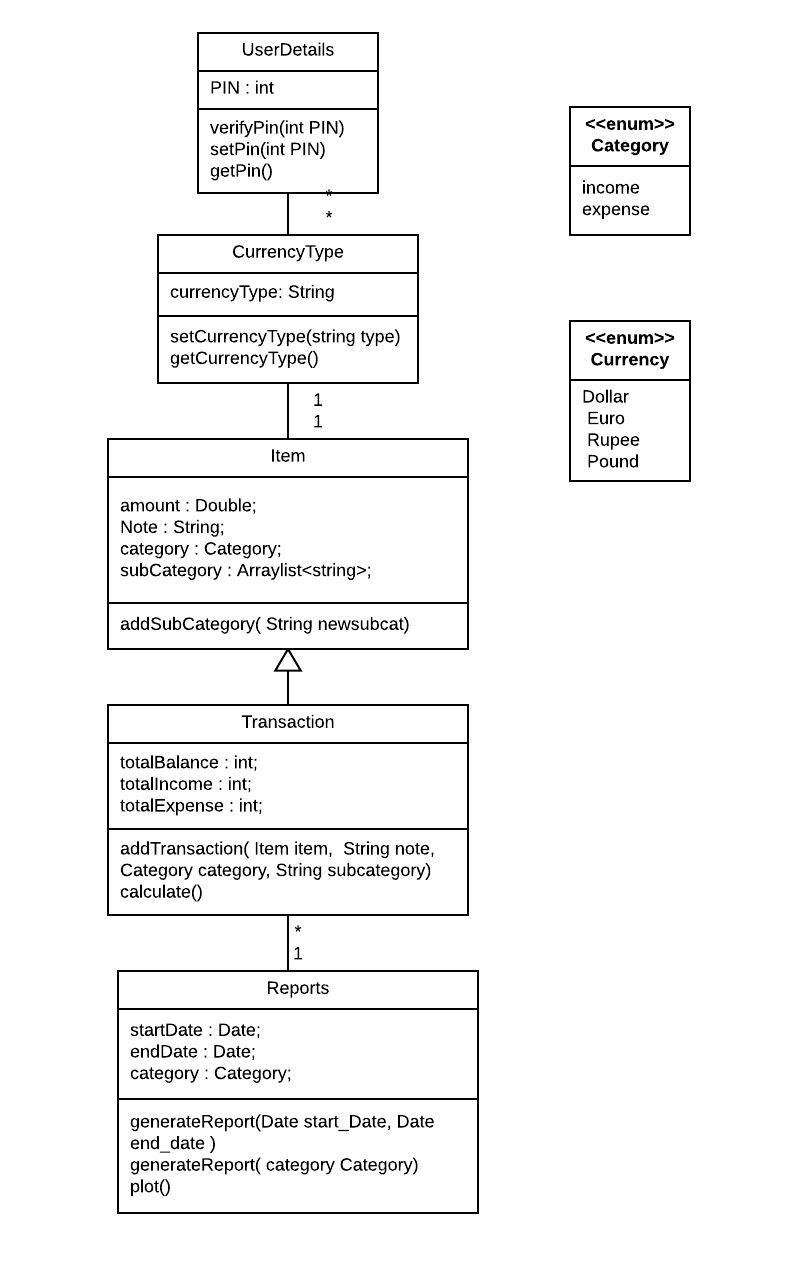 UserDetails
PIN : int
verifyPin(int PIN)
setPin(int PIN)
getPin()
*
*
CurrencyType
currencyType: String
setCurrencyType(string type)
getCurrencyType()
1
1
Item
amount : Double;
Note : String;
category : Category;
subCategory : Arraylist<string>;
addSubCategory( String newsubcat)
Transaction
totalBalance : int;
totalIncome : int;
totalExpense : int;
addTransaction( Item item,  String note,
Category category, String subcategory)
calculate()
*
1
Reports
startDate : Date;
endDate : Date;
category : Category;
generateReport(Date start_Date, Date
end_date )
generateReport( category Category)
plot()
<<enum>>
Category
income
expense
<<enum>>
Currency
Dollar
Euro
Rupee
Pound